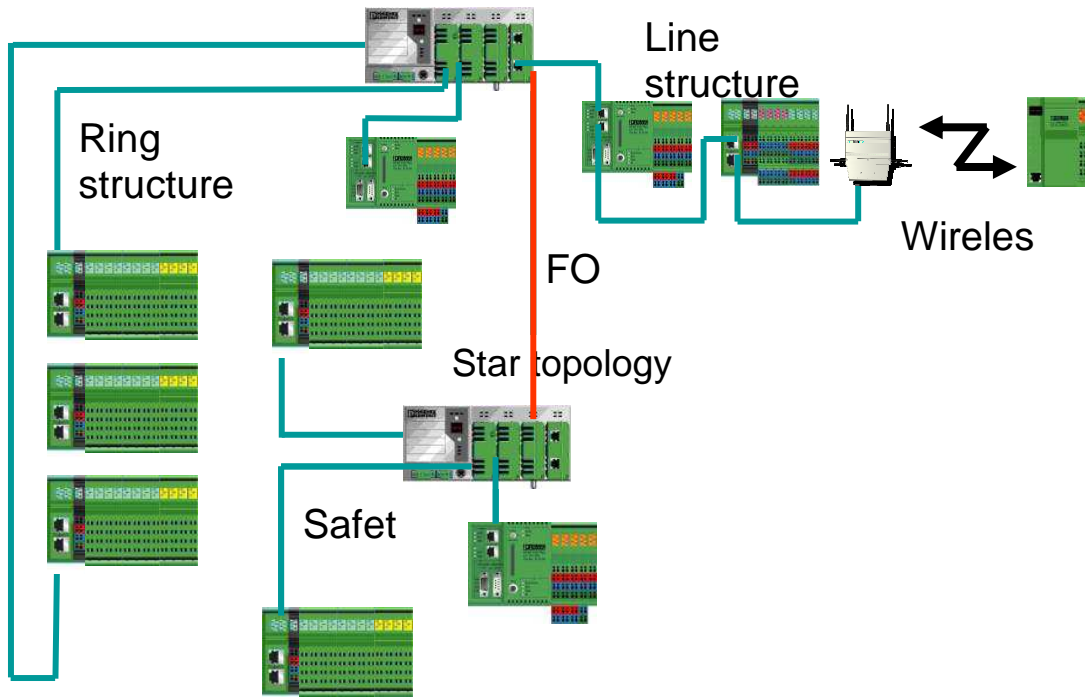 Line
structure
Ring
structure
Wireles
FO
Star topology
Safet